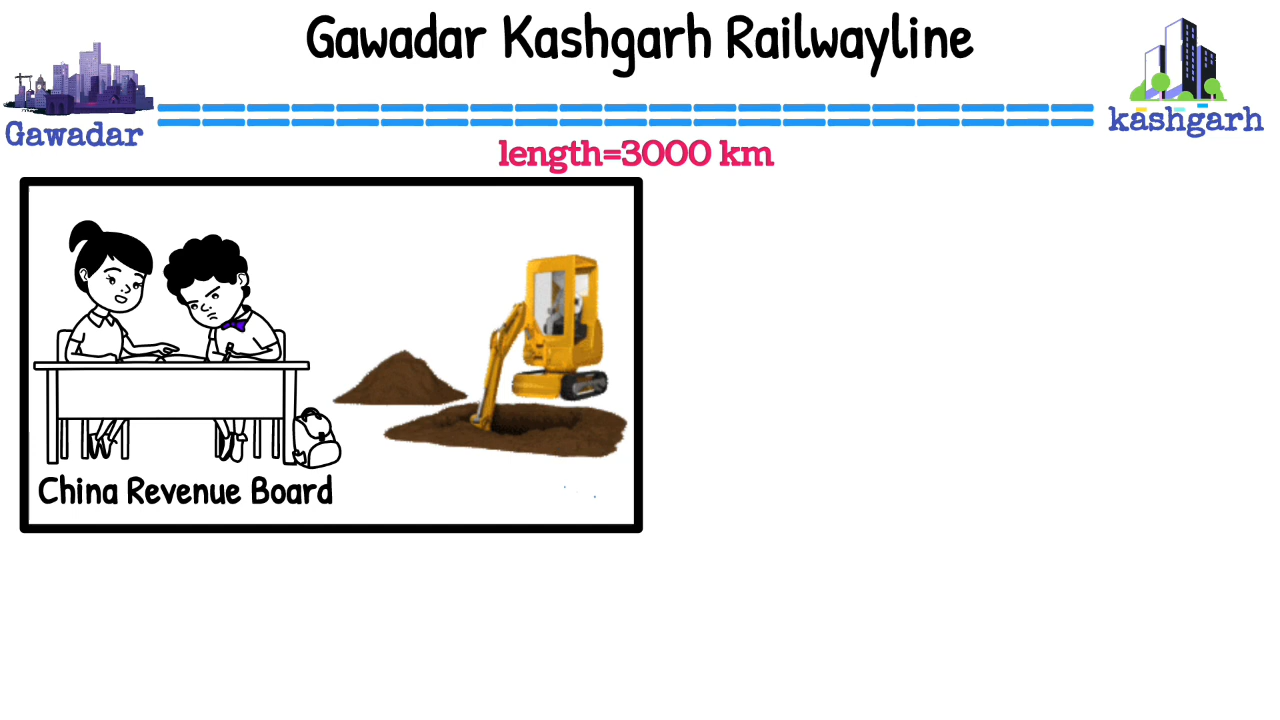 Gawadar Kashgarh Railwayline
Gawadar
kashgarh
length=3000 km
China Revenue Board